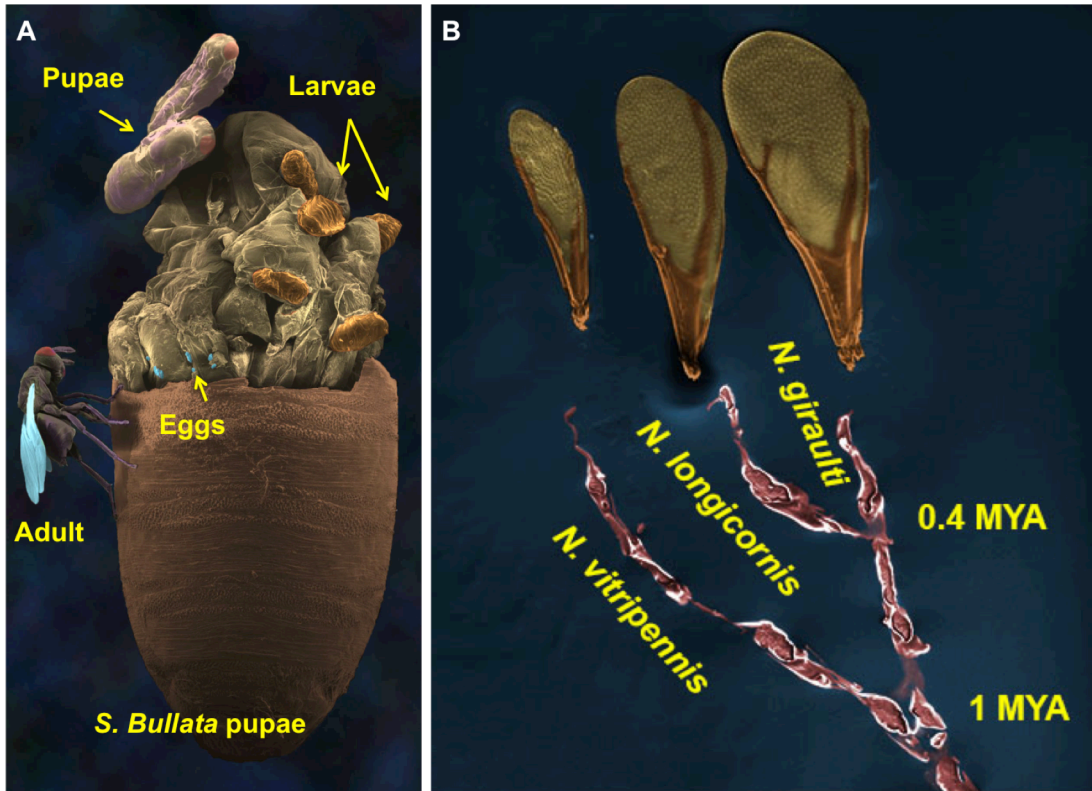 A
Pupae
Larvae
Eggs
Adult
S. Bullata pupae
B
N. giraulti
N. longicornis
N. vitripennis
0.4 MYA
1 MYA